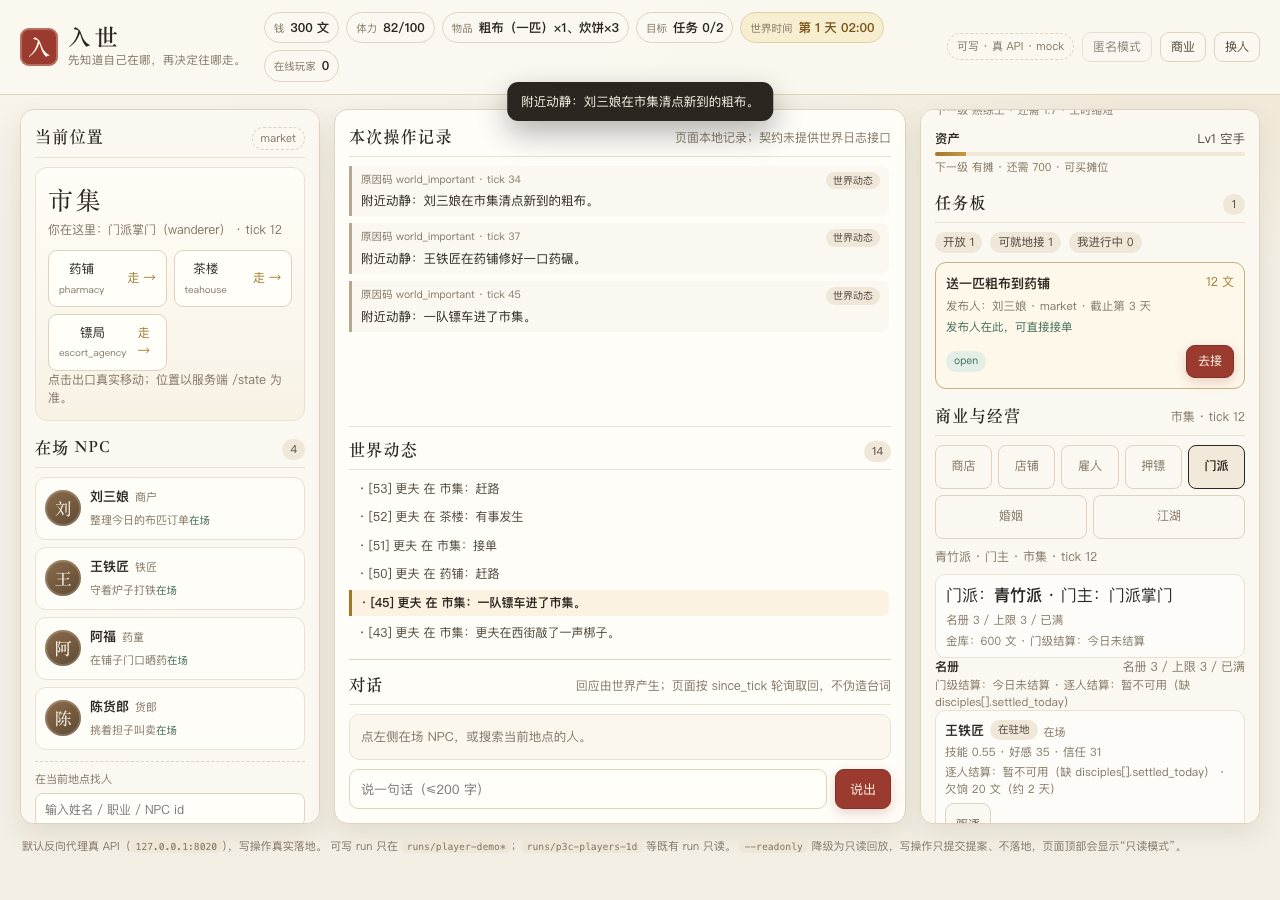 入
入世
先知道自己在哪，再决定往哪走。
钱 300 文
体力 82/100
物品 粗布（一匹）×1、炊饼×3
目标 任务 0/2
世界时间 第 1 天 02:00
在线玩家 0
可写 · 真 API · mock
匿名模式
商业
换人
附近动静：刘三娘在市集清点新到的粗布。
当前位置
market
市集
你在这里：门派掌门（wanderer） · tick 12
药铺
pharmacy
走 →
茶楼
teahouse
走 →
镖局
escort_agency
走
→
点击出口真实移动；位置以服务端 /state 为
准。
在场 NPC
4
刘
刘三娘 商户
整理今日的布匹订单在场
王
王铁匠 铁匠
守着炉子打铁在场
阿
阿福 药童
在铺子门口晒药在场
陈
陈货郎 货郎
挑着担子叫卖在场
在当前地点找人
输入姓名 / 职业 / NPC id
本次操作记录
页面本地记录；契约未提供世界日志接口
原因码 world_important · tick 34
世界动态
附近动静：刘三娘在市集清点新到的粗布。
原因码 world_important · tick 37
世界动态
附近动静：王铁匠在药铺修好一口药碾。
原因码 world_important · tick 45
世界动态
附近动静：一队镖车进了市集。
世界动态
14
· [53] 更夫 在 市集：赶路
· [52] 更夫 在 茶楼：有事发生
· [51] 更夫 在 市集：接单
· [50] 更夫 在 药铺：赶路
· [45] 更夫 在 市集：一队镖车进了市集。
· [43] 更夫 在 市集：更夫在西街敲了一声梆子。
对话
回应由世界产生；页面按 since_tick 轮询取回，不伪造台词
点左侧在场 NPC，或搜索当前地点的人。
说一句话（≤200 字）
说出
资产
Lv1 空手
下一级 有摊 · 还需 700 · 可买摊位
任务板
1
开放 1
可就地接 1
我进行中 0
送一匹粗布到药铺
12 文
发布人：刘三娘 · market · 截止第 3 天
发布人在此，可直接接单
open
去接
商业与经营
市集 · tick 12
商店
店铺
雇人
押镖
门派
婚姻
江湖
青竹派 · 门主 · 市集 · tick 12
门派：青竹派 · 门主：门派掌门
名册 3 / 上限 3 / 已满
金库：600 文 · 门级结算：今日未结算
名册
名册 3 / 上限 3 / 已满
门级结算：今日未结算 · 逐人结算：暂不可用（缺
disciples[].settled_today)
王铁匠 在驻地 在场
技能 0.55 · 好感 35 · 信任 31
逐人结算：暂不可用（缺 disciples[].settled_today） ·
欠饷 20 文（约 2 天）
默认反向代理真 API（ 127.0.0.1:8020 ），写操作真实落地。 可写 run 只在 runs/player-demo* ； runs/p3c-players-1d 等既有 run 只读。 --readonly 降级为只读回放，写操作只提交提案、不落地，页面顶部会显示“只读模式”。